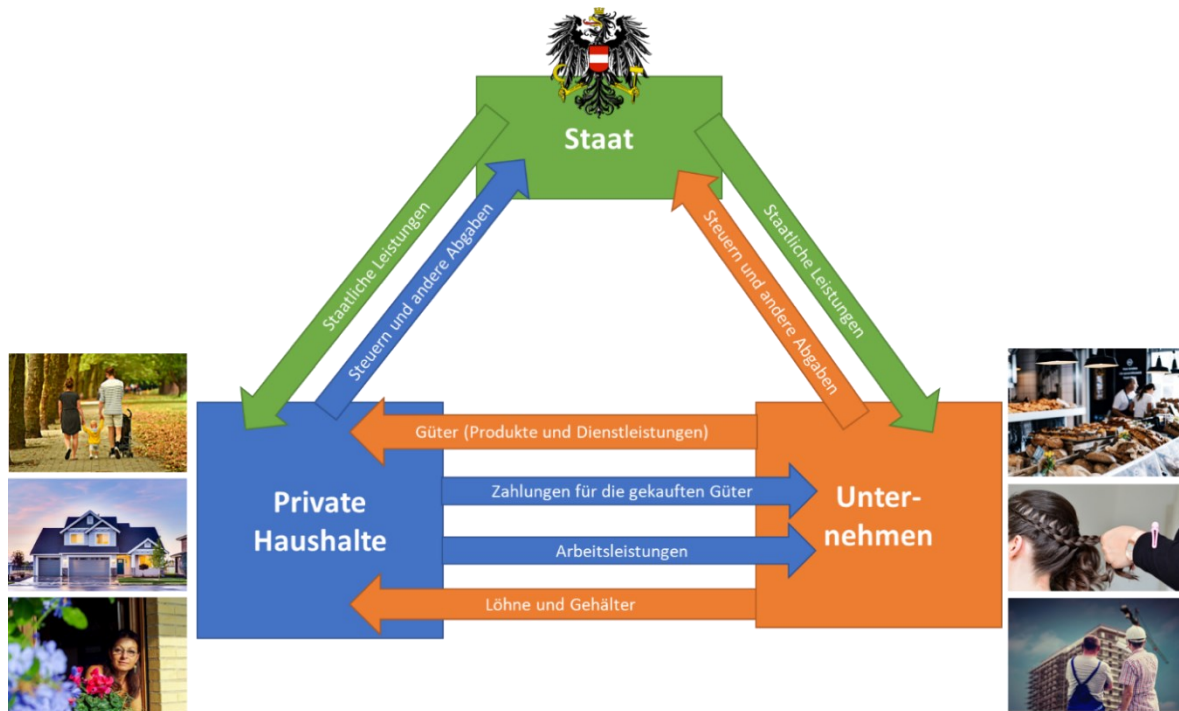 Staat
Staatliche Leistungen
Steuern und andere Abgaben
Steuern und andere Abgaben
Staatliche Leistungen
Private
Haushalte
Güter (Produkte und Dienstleistungen)
Zahlungen für die gekauften Güter
Arbeitsleistungen
Löhne und Gehälter
Unter-
nehmen